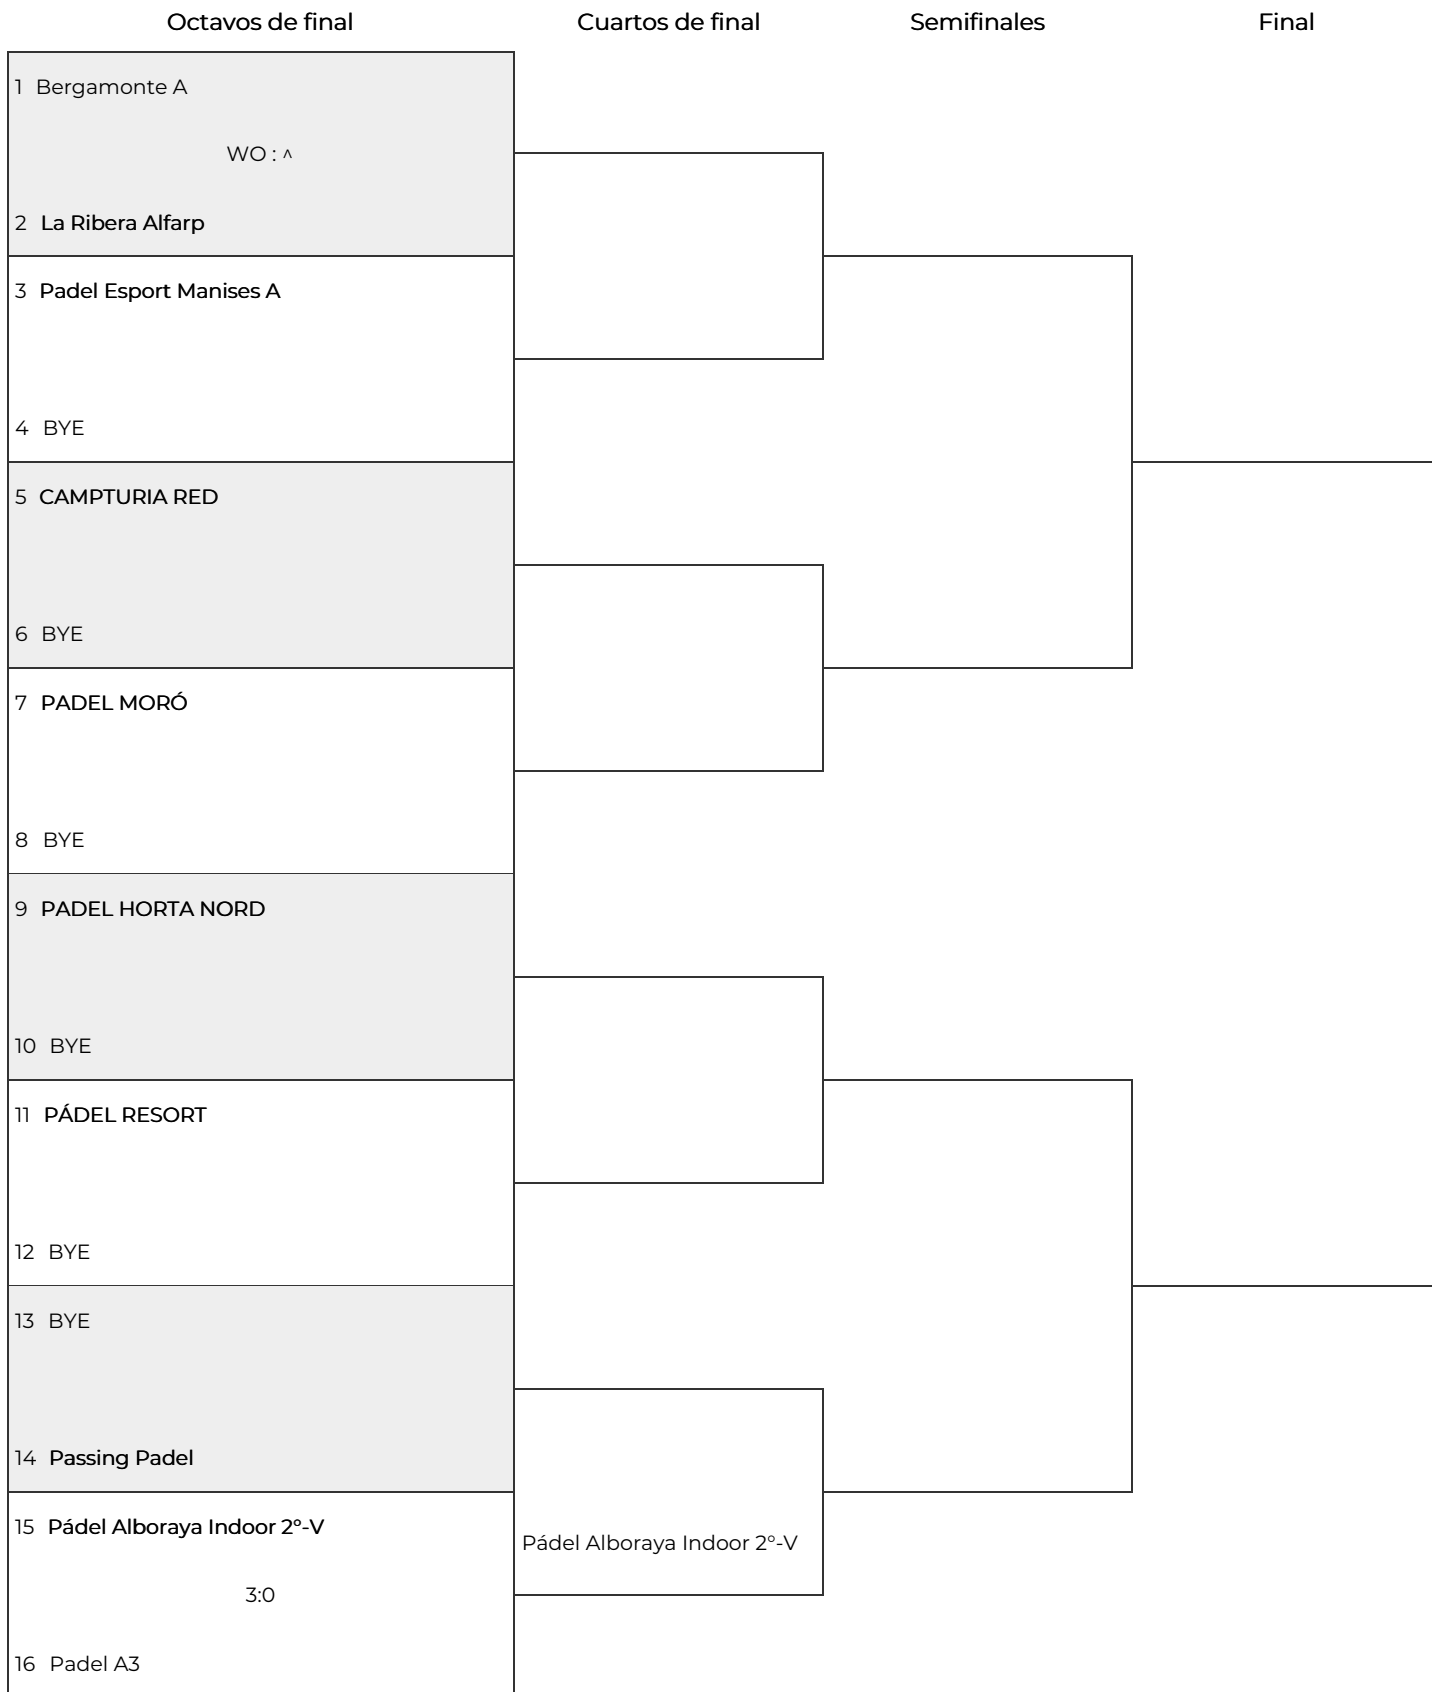 Octavos de final Cuartos de final Semifinales Final
1 Bergamonte A
WO : ^
2 La Ribera Alfarp
3 Padel Esport Manises A
4 BYE
5 CAMPTURIA RED
6 BYE
7 PADEL MORÓ
8 BYE
9 PADEL HORTA NORD
10 BYE
11 PÁDEL RESORT
12 BYE
13 BYE
14 Passing Padel
15 Pádel Alboraya Indoor 2º-V
Pádel Alboraya Indoor 2º-V
3:0
16 Padel A3